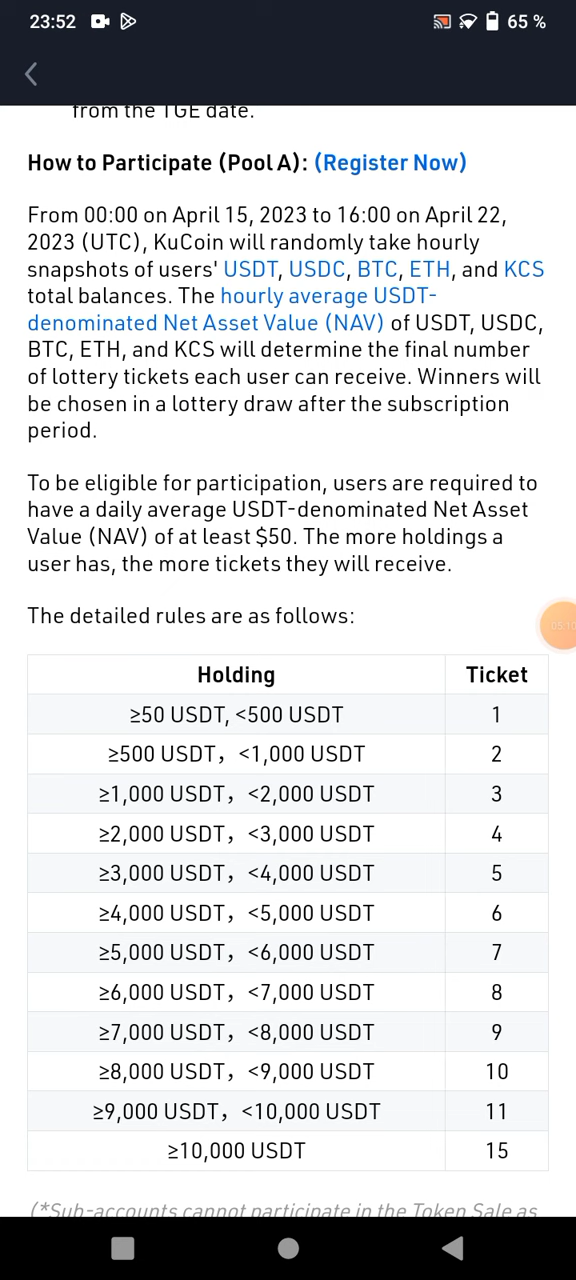 23:52 65 %
from the TGE date.
How to Participate (Pool A): (Register Now)
From 00:00 on April 15, 2023 to 16:00 on April 22,
2023 (UTC), KuCoin will randomly take hourly
snapshots of users' USDT, USDC, BTC, ETH, and KCS
total balances. The hourly average USDT-
denominated Net Asset Value (NAV) of USDT, USDC,
BTC, ETH, and KCS will determine the final number
of lottery tickets each user can receive. Winners will
be chosen in a lottery draw after the subscription
period.
To be eligible for participation, users are required to
have a daily average USDT-denominated Net Asset
Value (NAV) of at least $50. The more holdings a
user has, the more tickets they will receive.
The detailed rules are as follows:
Holding Ticket
≥50 USDT, <500 USDT 1
≥500 USDT，<1,000 USDT 2
≥1,000 USDT，<2,000 USDT 3
≥2,000 USDT，<3,000 USDT 4
≥3,000 USDT，<4,000 USDT 5
≥4,000 USDT，<5,000 USDT 6
≥5,000 USDT，<6,000 USDT 7
≥6,000 USDT，<7,000 USDT 8
≥7,000 USDT，<8,000 USDT 9
≥8,000 USDT，<9,000 USDT 10
≥9,000 USDT，<10,000 USDT 11
≥10,000 USDT 15
(*Sub-accounts cannot participate in the Token Sale as